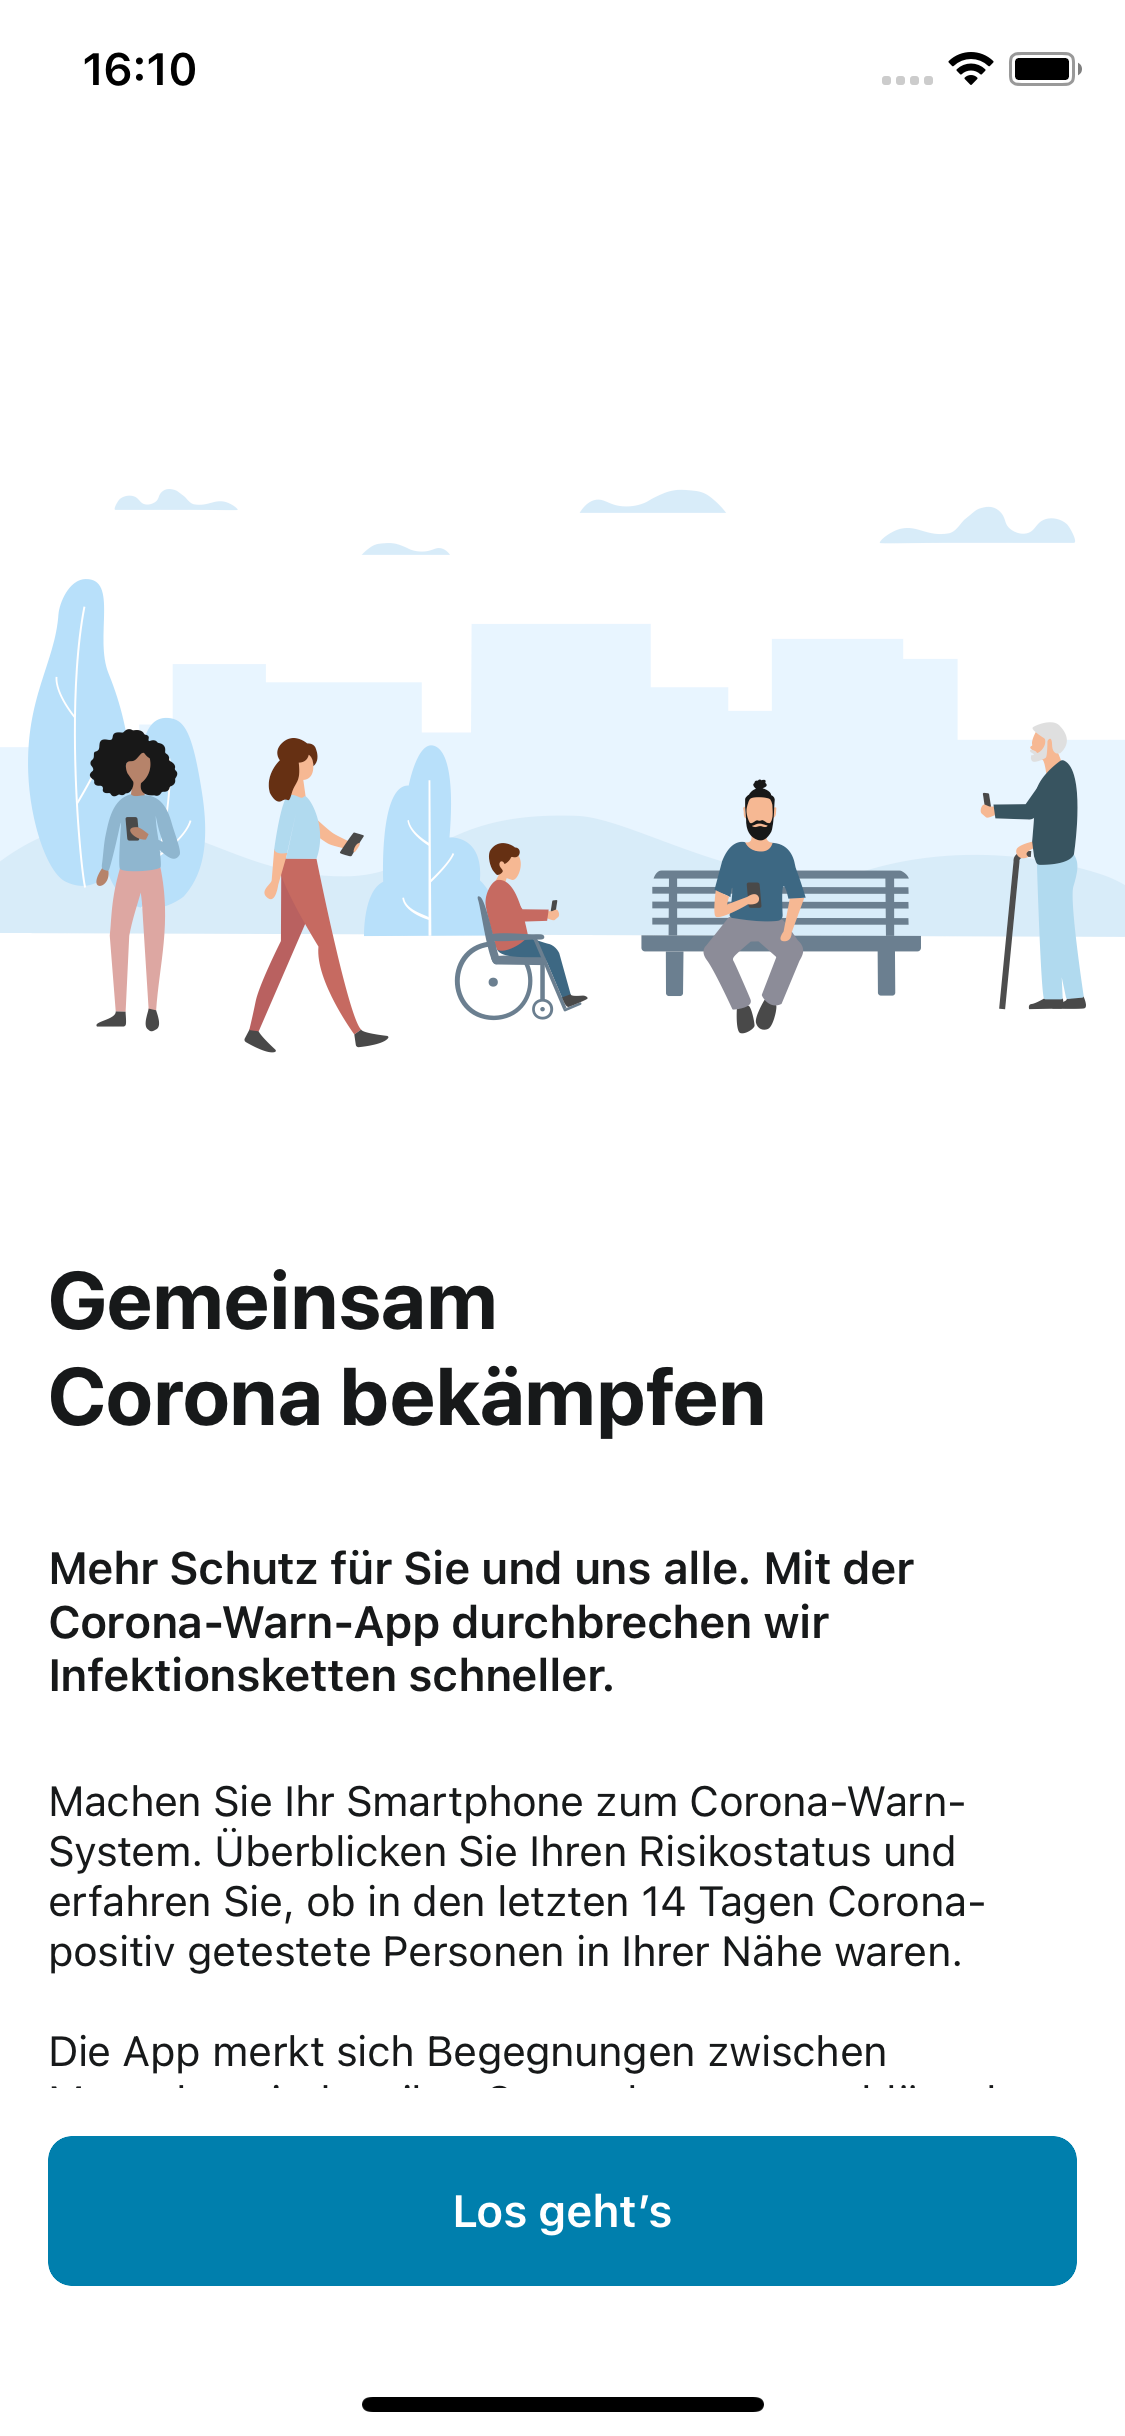 16:10
Gemeinsam
Corona bekämpfen
Mehr Schutz für Sie und uns alle. Mit der
Corona-Warn-App durchbrechen wir
Infektionsketten schneller.
Machen Sie Ihr Smartphone zum Corona-Warn-
System. Überblicken Sie Ihren Risikostatus und
erfahren Sie, ob in den letzten 14 Tagen Corona-
positiv getestete Personen in Ihrer Nähe waren.
Die App merkt sich Begegnungen zwischen
Los geht’s